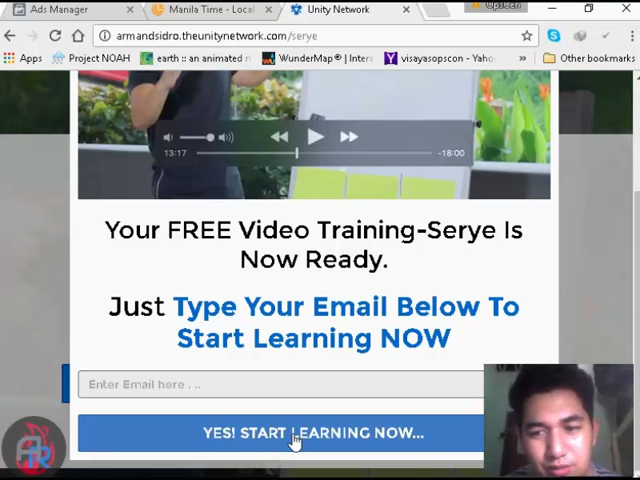 Ads Manager
Manila Time - Local
Unity Network
armandsidro.theunitynetwork.com/serye
Apps
Project NOAH
earth :: an animated
WunderMap® | Intera
visayasopscon - Yahoo
Other bookmarks
13:17
-18:00
Your FREE Video Training-Serye Is
Now Ready.
Just Type Your Email Below To
Start Learning NOW
Enter Email here . ..
YES! START LEARNING NOW...